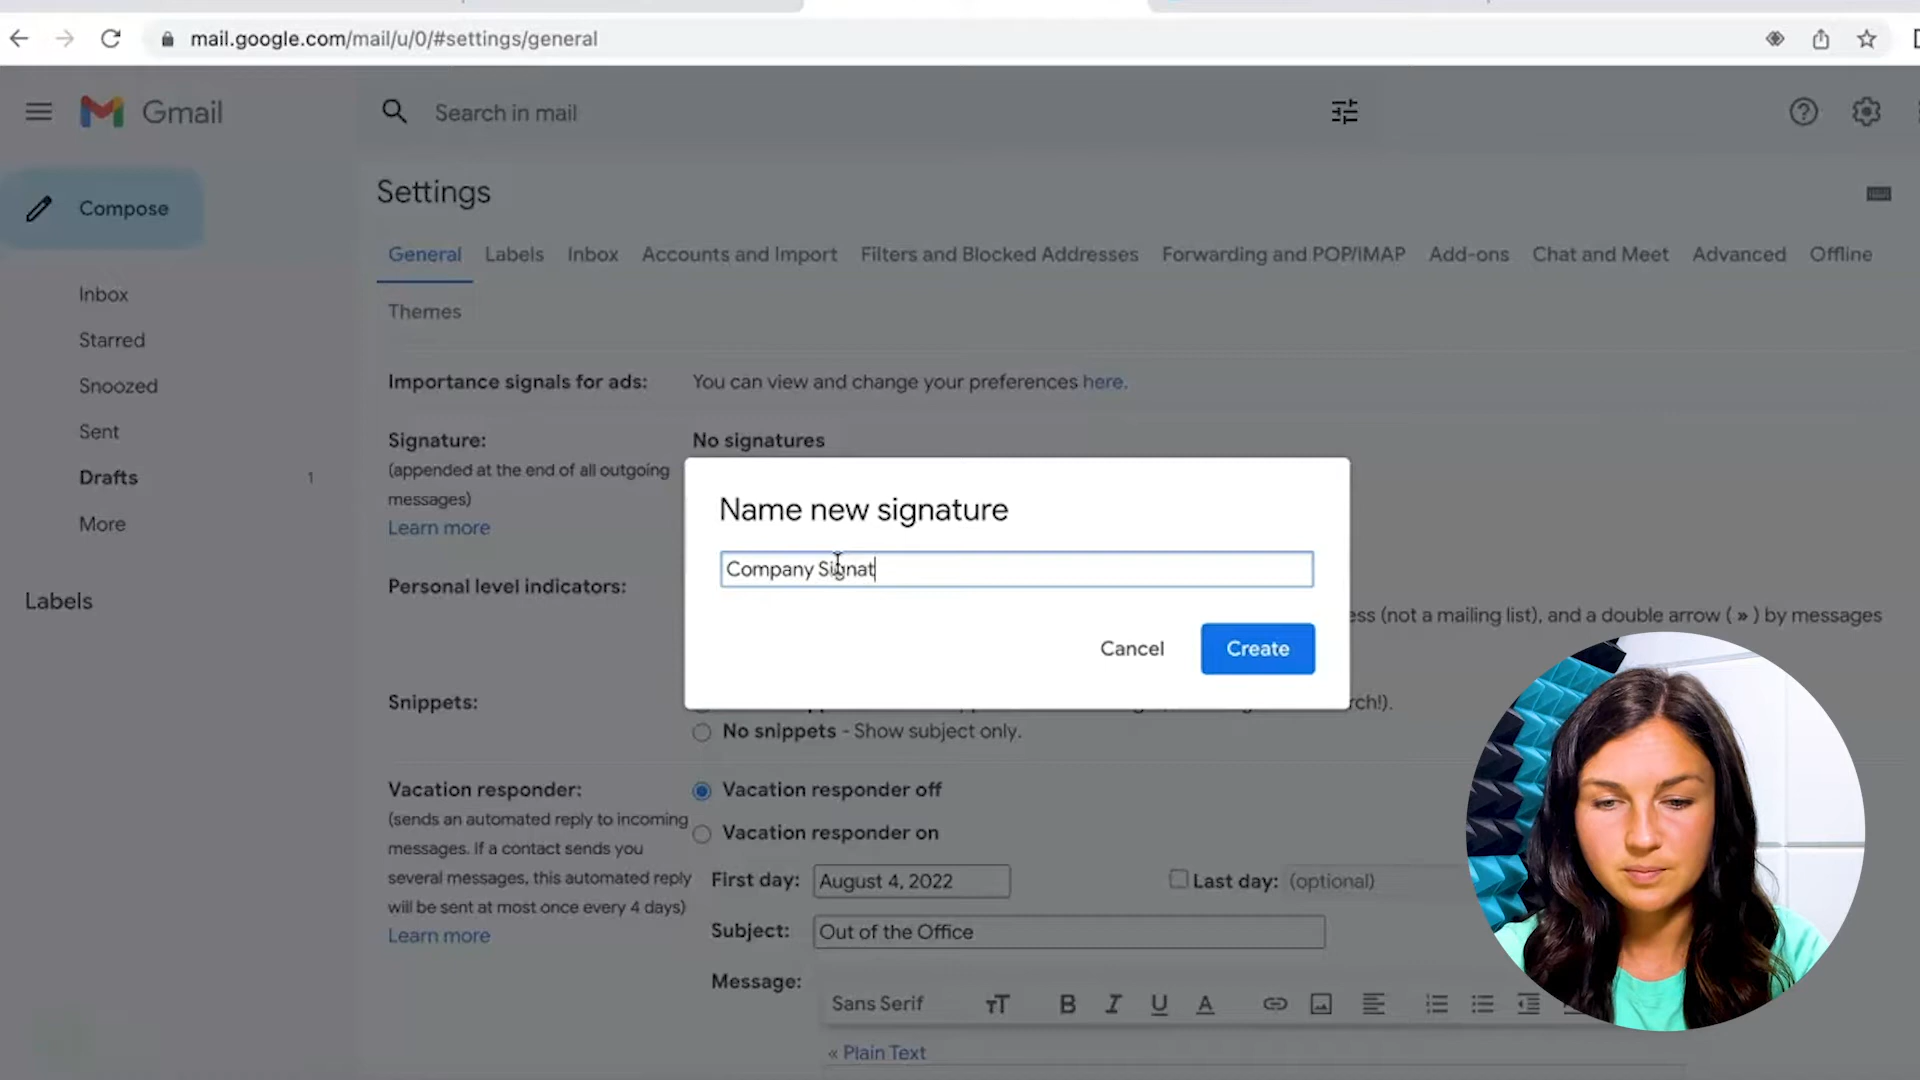 mail.google.com/mail/u/0/#settings/general
Gmail
Search in mail
Compose
Inbox
Starred
Snoozed
Sent
Drafts 1
More
Labels
Settings
General Labels Inbox Accounts and Import Filters and Blocked Addresses Forwarding and POP/IMAP Add-ons Chat and Meet Advanced Offline
Themes
Importance signals for ads: You can view and change your preferences here.
Signature: No signatures
(appended at the end of all outgoing
messages)
Learn more
Name new signature
Company Signat
Cancel Create
Personal level indicators:
ess (not a mailing list), and a double arrow ( » ) by messages
Snippets:
rch!).
No snippets - Show subject only.
Vacation responder: Vacation responder off
(sends an automated reply to incoming
messages. If a contact sends you
several messages, this automated reply
will be sent at most once every 4 days)
Learn more
Vacation responder on
First day: August 4, 2022 Last day: (optional)
Subject: Out of the Office
Message:
Sans Serif
« Plain Text